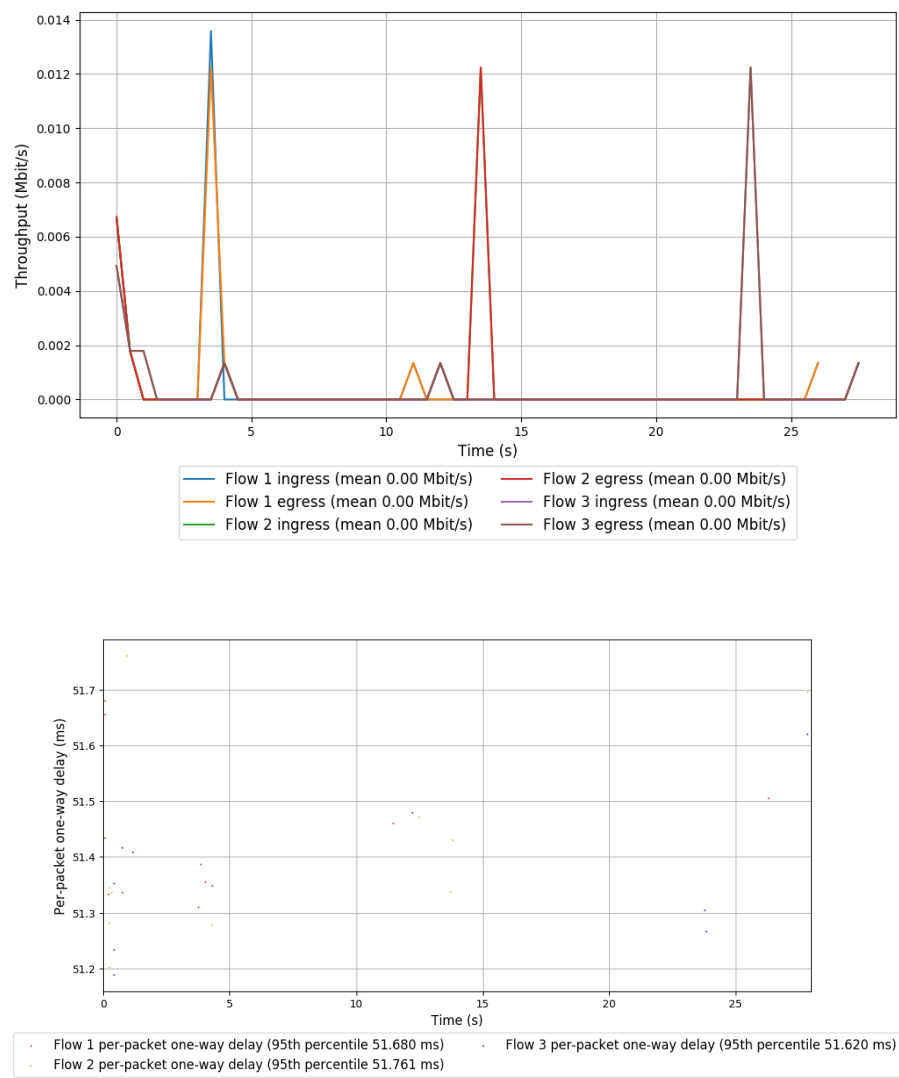 0.014
0.012
0.010
0.008
0.006
0.004
0.002
0.000
Throughput (Mbit/s)
0 5 10 15 20 25
Time (s)
Flow 1 ingress (mean 0.00 Mbit/s) Flow 2 egress (mean 0.00 Mbit/s)
Flow 1 egress (mean 0.00 Mbit/s) Flow 3 ingress (mean 0.00 Mbit/s)
Flow 2 ingress (mean 0.00 Mbit/s) Flow 3 egress (mean 0.00 Mbit/s)
51.7
51.6
51.5
51.4
51.3
51.2
Per-packet one-way delay (ms)
0 5 10 15 20 25
Time (s)
Flow 1 per-packet one-way delay (95th percentile 51.680 ms) Flow 3 per-packet one-way delay (95th percentile 51.620 ms)
Flow 2 per-packet one-way delay (95th percentile 51.761 ms)